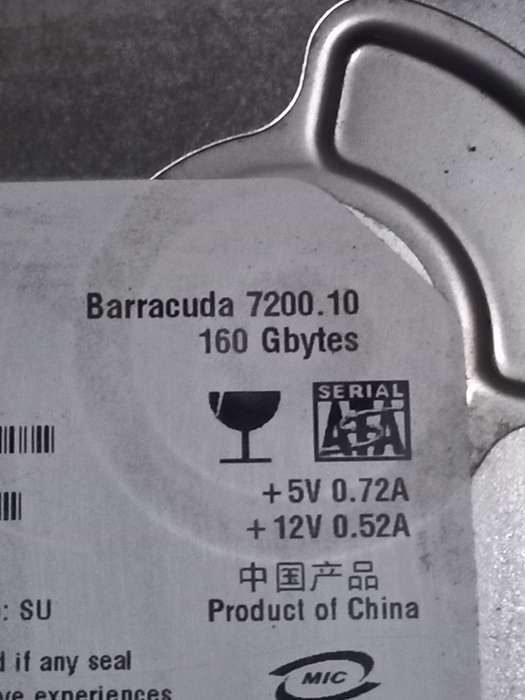 Barracuda 7200.10
160 Gbytes
SERIAL
ATA
+5V 0.72A
+12V 0.52A
中国产品
Product of China
: SU
if any seal
experiences
MIC